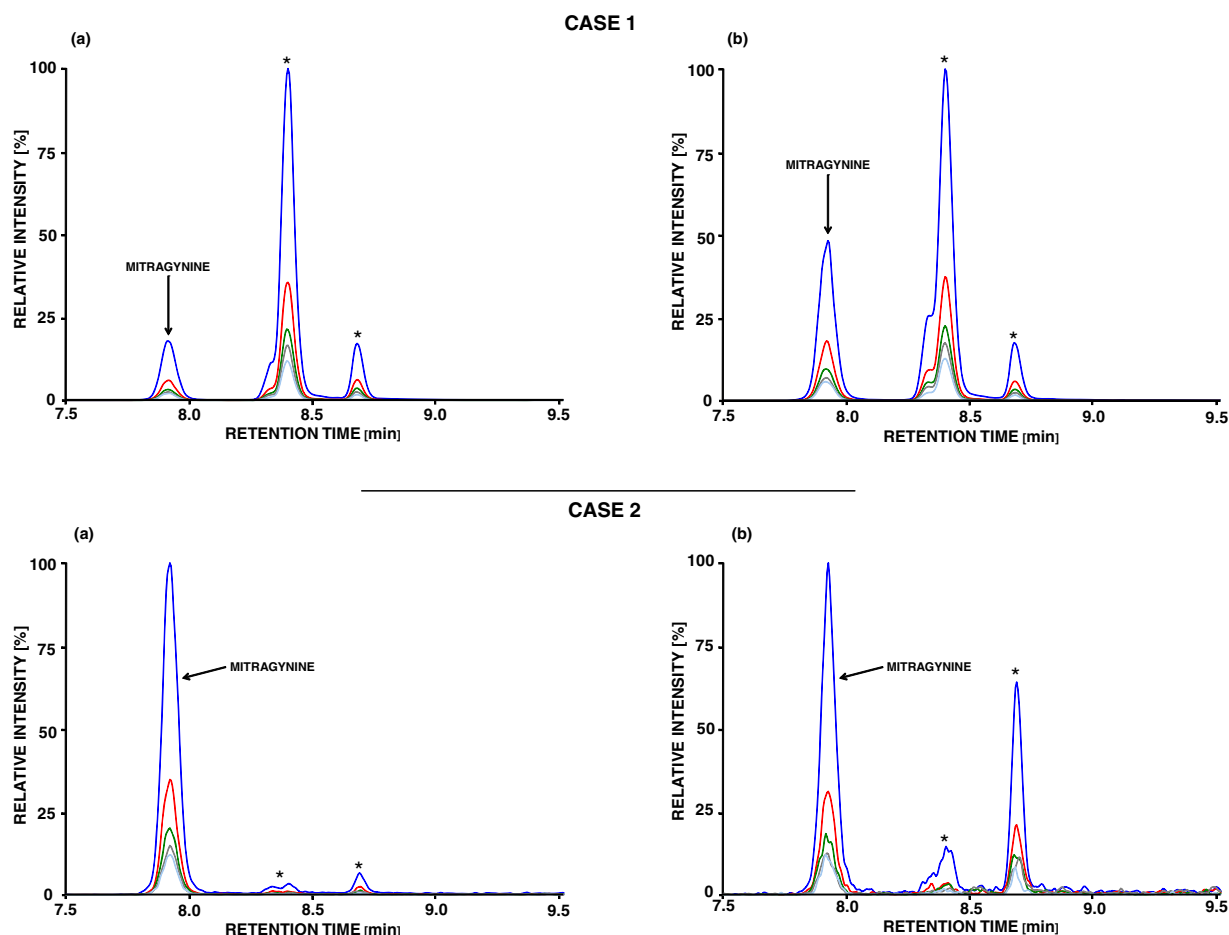 CASE 1
(a)
(b)
RELATIVE INTENSITY [%]
100
75
50
25
0
*
MITRAGYNINE
*
7.5 8.0 8.5 9.0 9.5
RETENTION TIME [min]
RELATIVE INTENSITY [%]
100
75
50
25
0
*
MITRAGYNINE
*
7.5 8.0 8.5 9.0 9.5
RETENTION TIME [min]
CASE 2
(a)
(b)
RELATIVE INTENSITY [%]
100
75
50
25
0
MITRAGYNINE
*
*
7.5 8.0 8.5 9.0 9.5
RETENTION TIME [min]
RELATIVE INTENSITY [%]
100
75
50
25
0
MITRAGYNINE
*
*
7.5 8.0 8.5 9.0 9.5
RETENTION TIME [min]